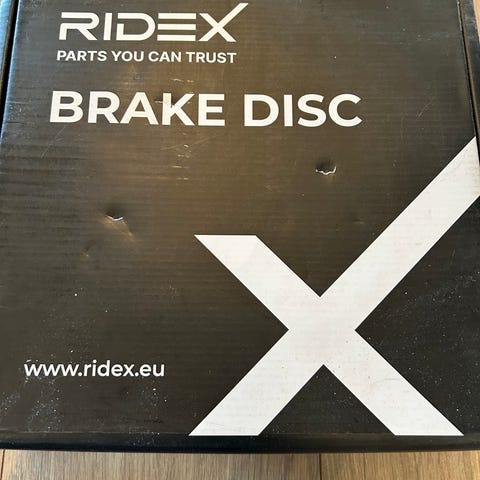 RIDEX
PARTS YOU CAN TRUST
BRAKE DISC
www.ridex.eu